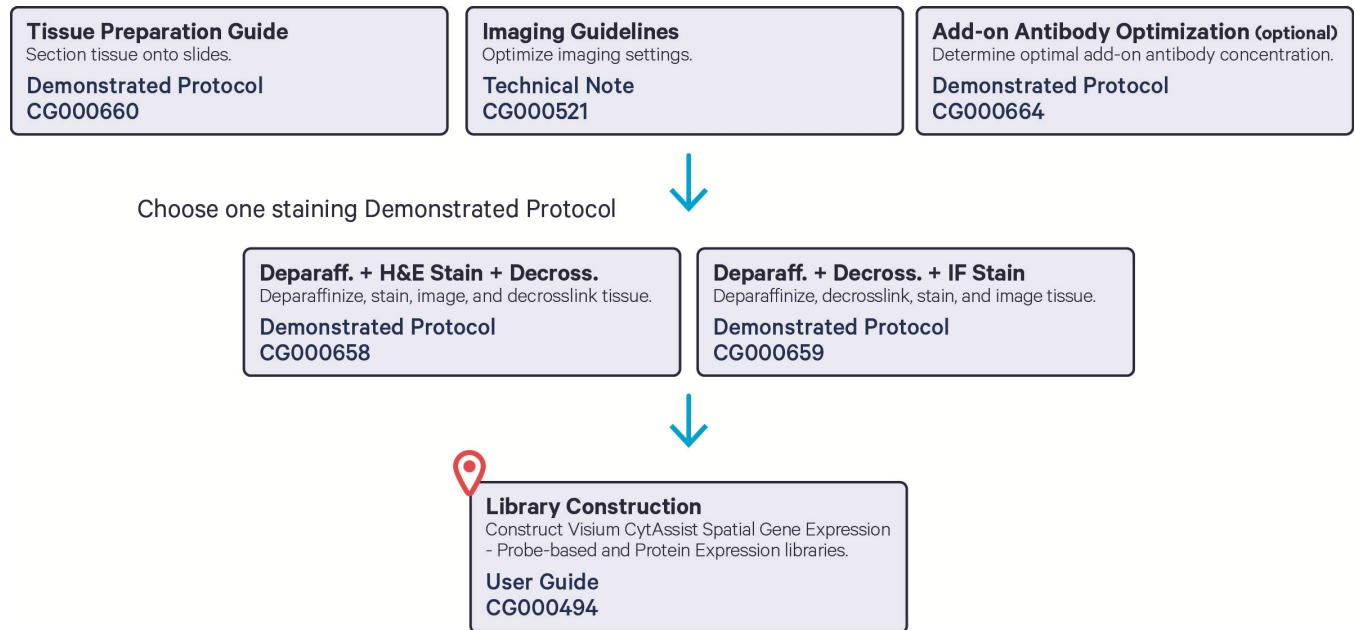 Tissue Preparation Guide
Section tissue onto slides.
Demonstrated Protocol
CG000660
Imaging Guidelines
Optimize imaging settings.
Technical Note
CG000521
Add-on Antibody Optimization (optional)
Determine optimal add-on antibody concentration.
Demonstrated Protocol
CG000664
Choose one staining Demonstrated Protocol
Deparaff. + H&E Stain + Decross.
Deparaffinize, stain, image, and decrosslink tissue.
Demonstrated Protocol
CG000658
Deparaff. + Decross. + IF Stain
Deparaffinize, decrosslink, stain, and image tissue.
Demonstrated Protocol
CG000659
Library Construction
Construct Visium CytAssist Spatial Gene Expression
- Probe-based and Protein Expression libraries.
User Guide
CG000494